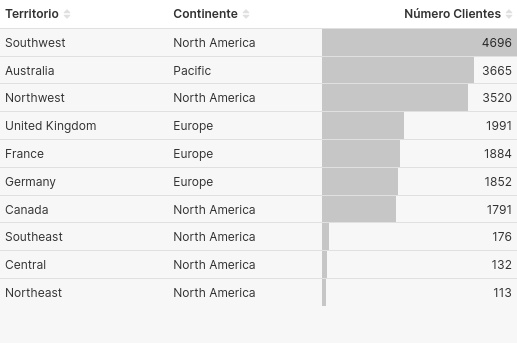 Territorio Continente Número Clientes
Southwest North America 4696
Australia Pacific 3665
Northwest North America 3520
United Kingdom Europe 1991
France Europe 1884
Germany Europe 1852
Canada North America 1791
Southeast North America 176
Central North America 132
Northeast North America 113